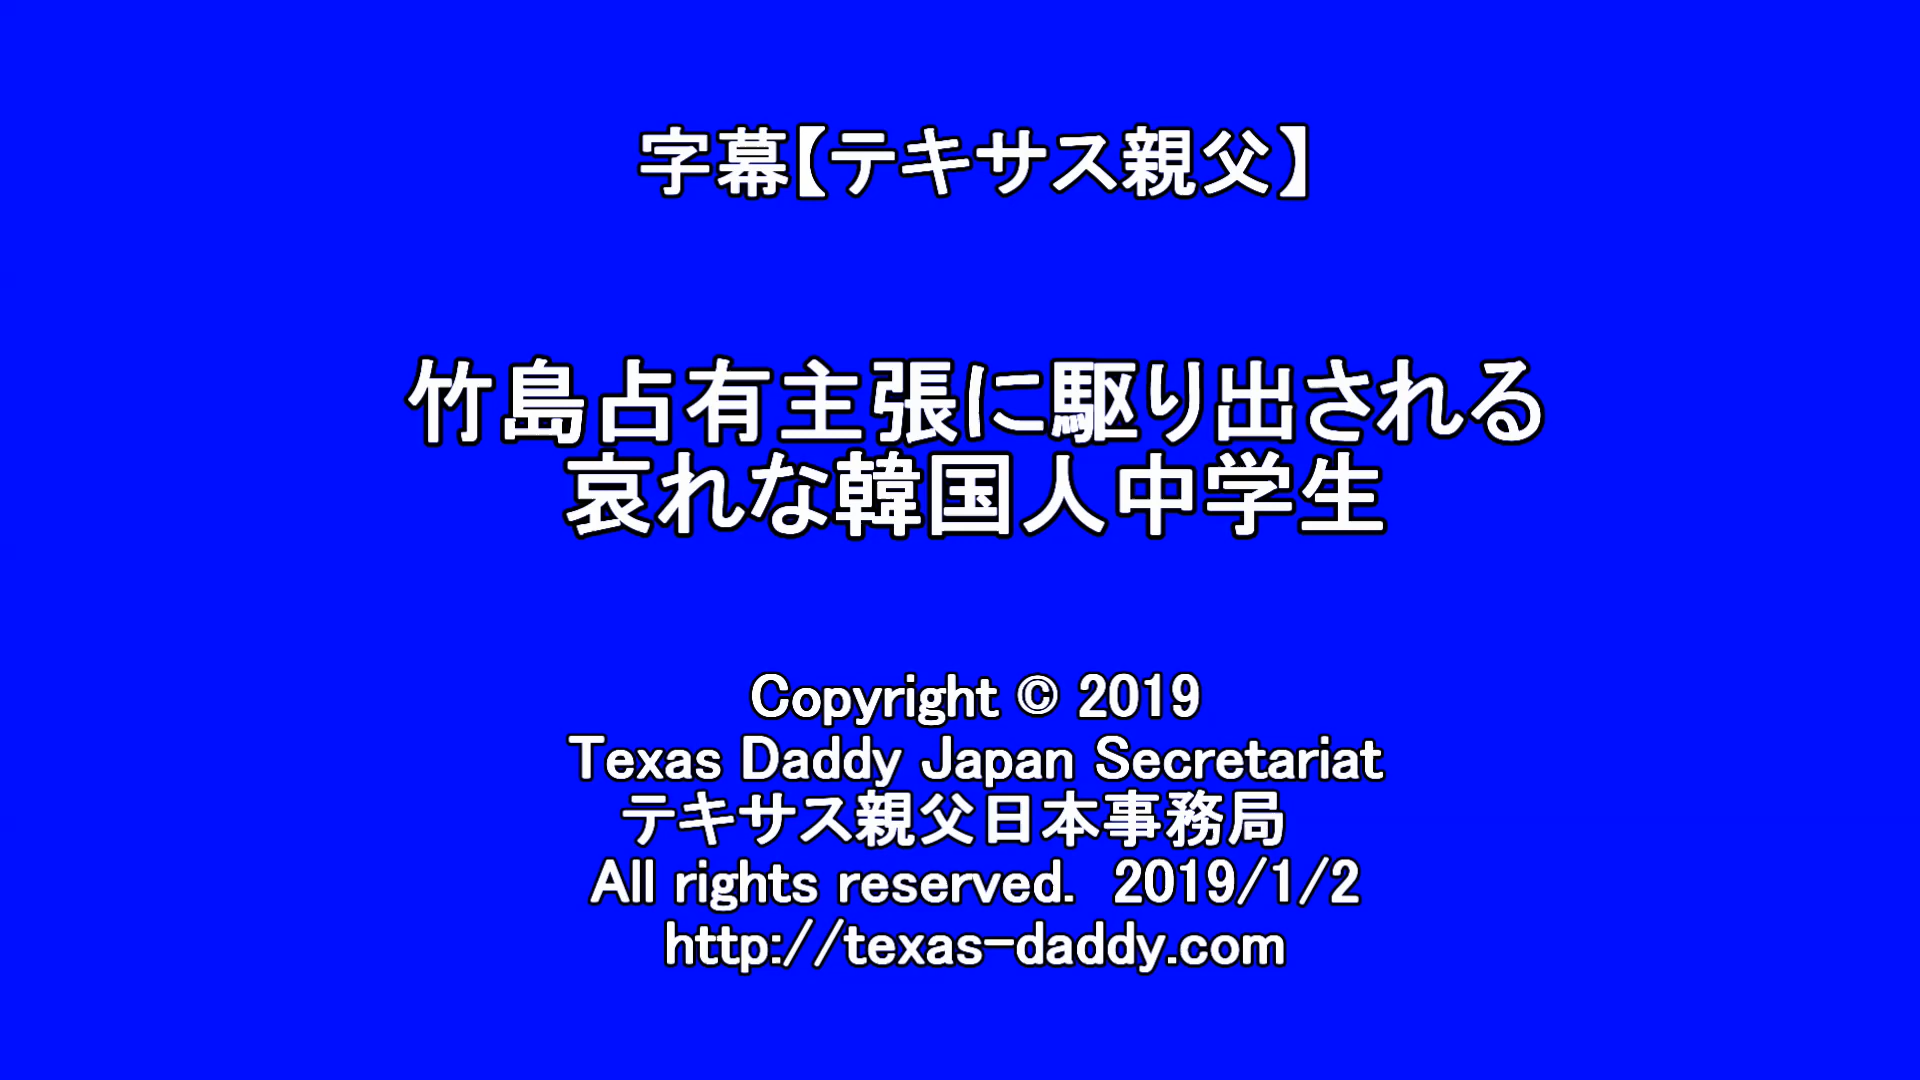 字幕【テキサス親父】
竹島占有主張に駆り出される
哀れな韓国人中学生
Copyright © 2019
Texas Daddy Japan Secretariat
テキサス親父日本事務局
All rights reserved. 2019/1/2
http://texas-daddy.com